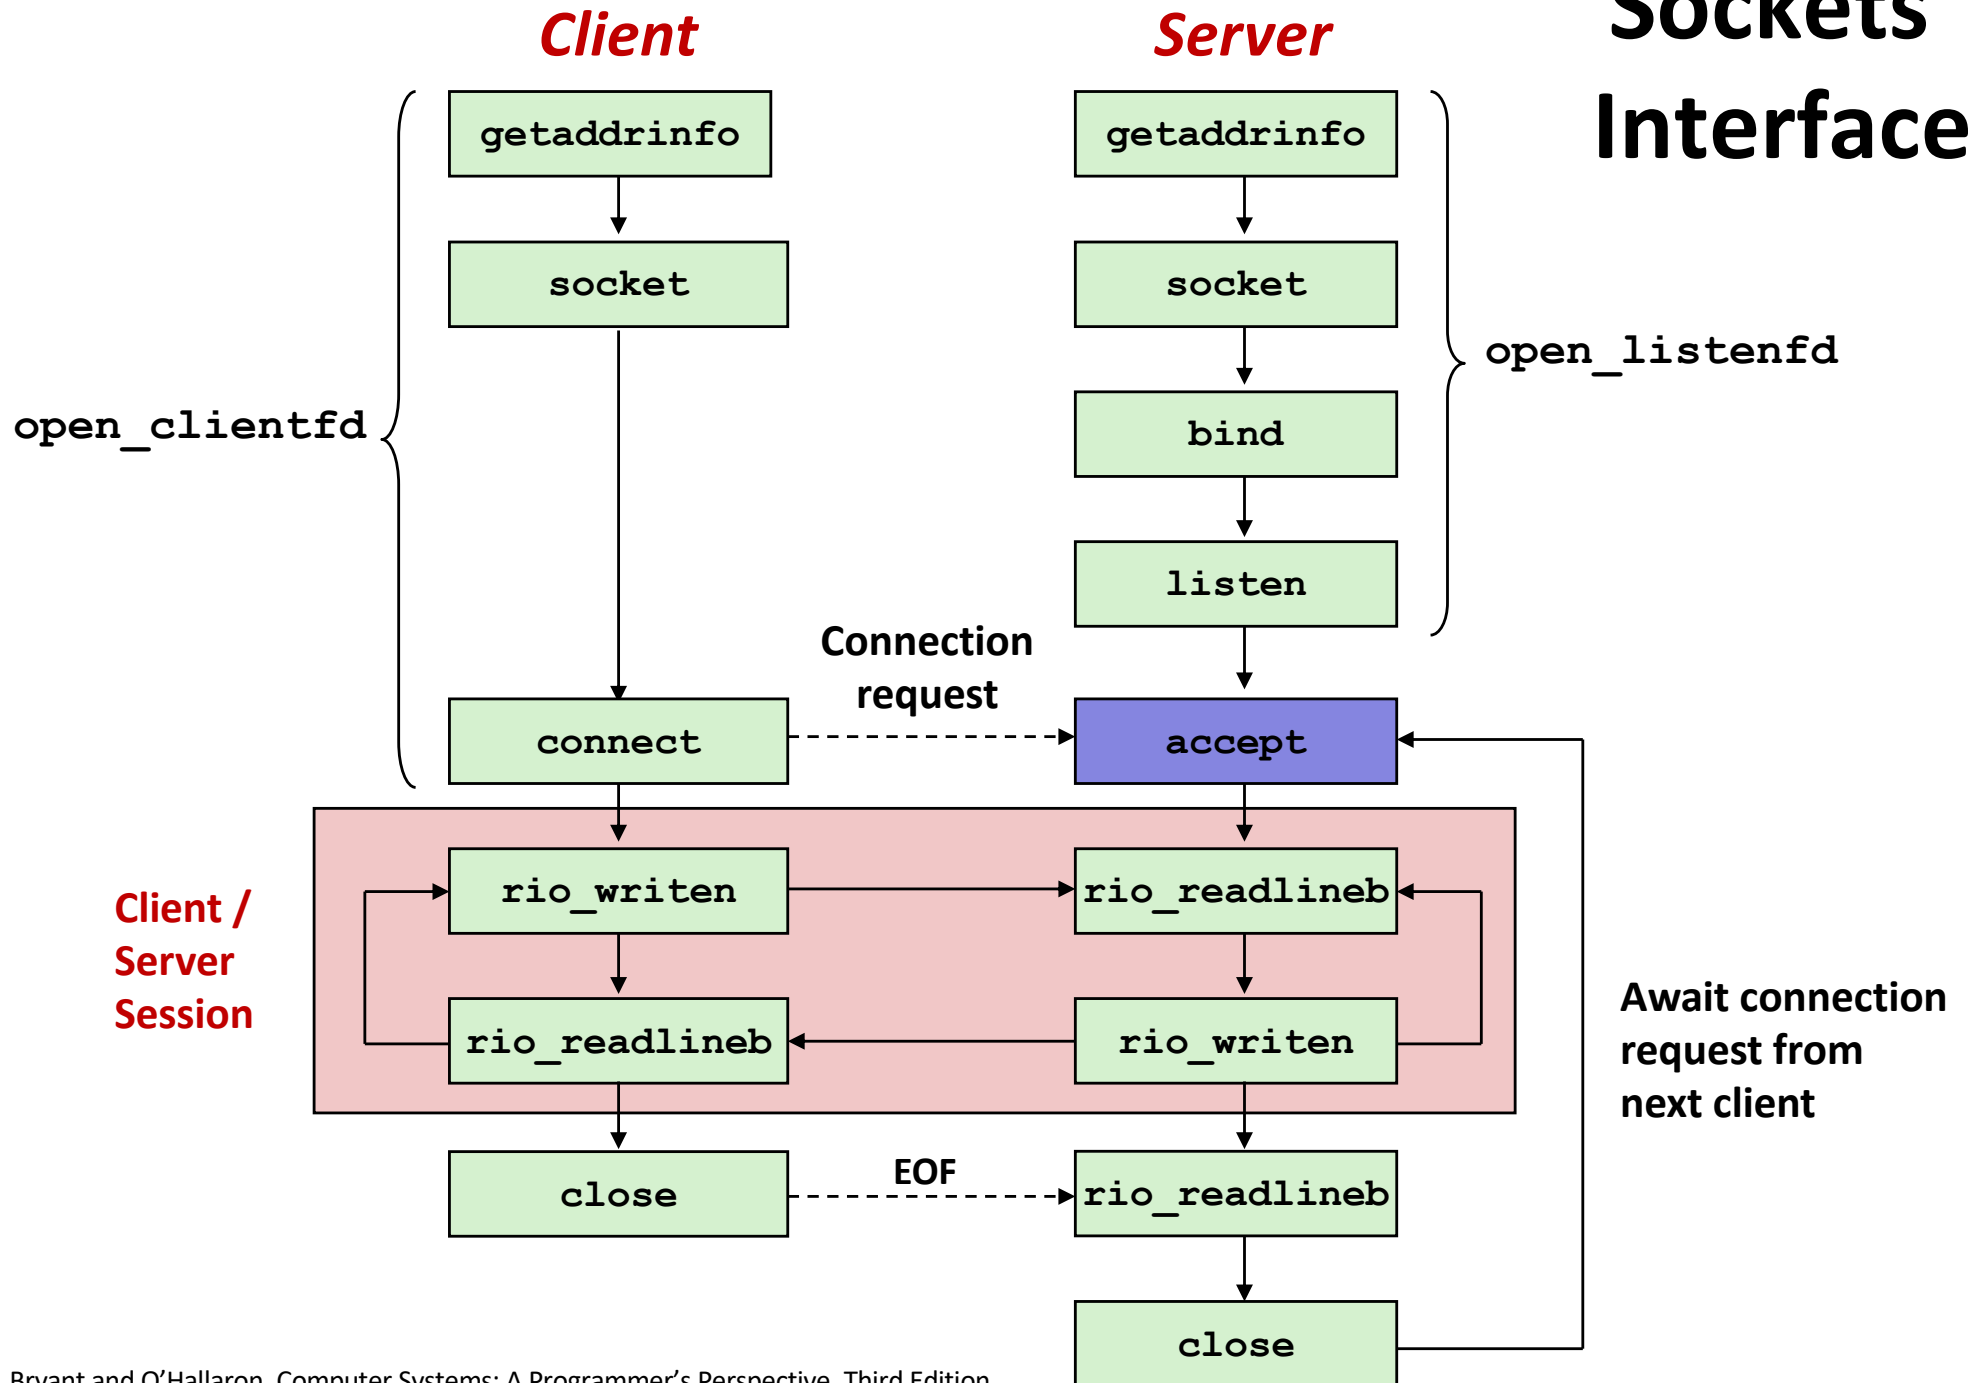 Client
Server
Sockets
Interface
getaddrinfo
getaddrinfo
socket
socket
open_listenfd
open_clientfd
bind
listen
Connection
request
connect
accept
Client /
Server
Session
rio_writen
rio_readlineb
rio_readlineb
rio_writen
Await connection
request from
next client
close
EOF
rio_readlineb
close
Bryant and O'Hallaron, Computer Systems: A Programmer's Perspective, Third Edition